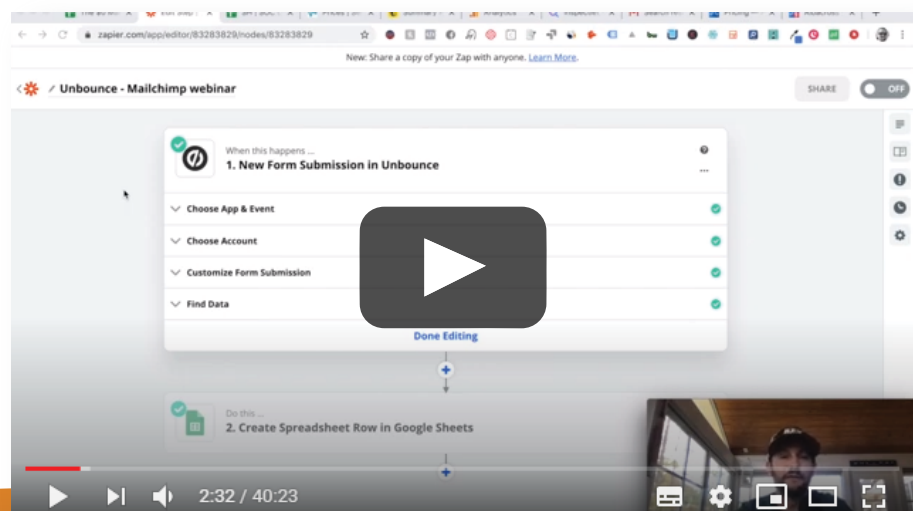 zapier.com/app/editor/83283829/nodes/83283829
New: Share a copy of your Zap with anyone. Learn More.
Unbounce - Mailchimp webinar
SHARE
OFF
When this happens ...
1. New Form Submission in Unbounce
Choose App & Event
Choose Account
Customize Form Submission
Find Data
Done Editing
Do this ...
2. Create Spreadsheet Row in Google Sheets
2:32 / 40:23